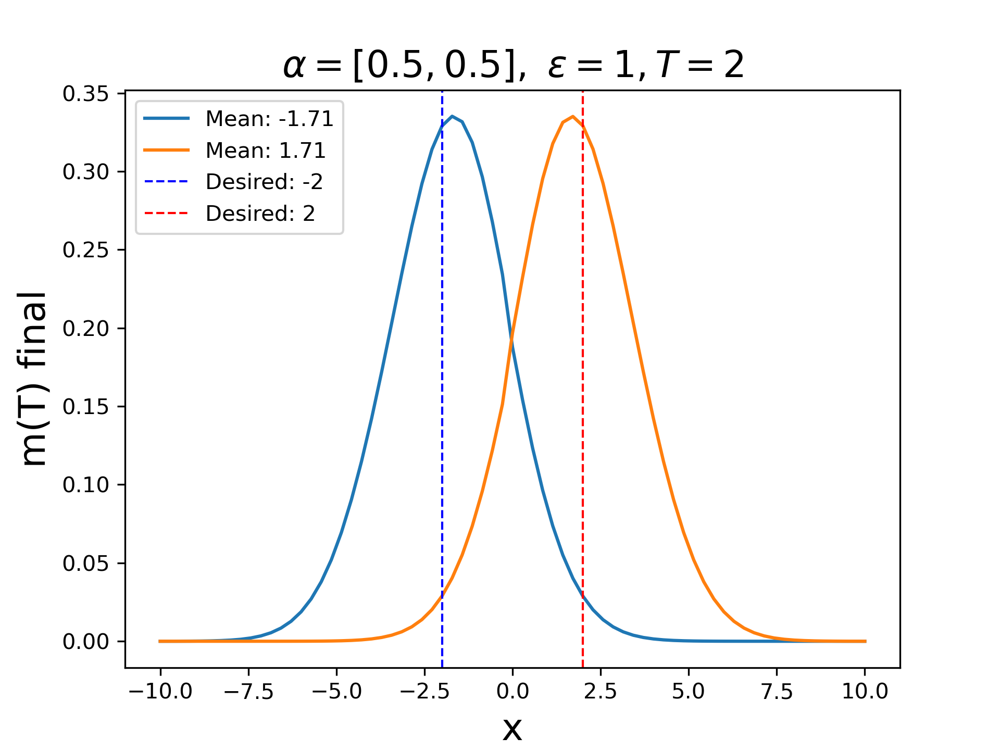 α = [0.5, 0.5], ε = 1, T = 2
0.35
0.30
0.25
0.20
0.15
0.10
0.05
0.00
m(T) final
Mean: -1.71
Mean: 1.71
Desired: -2
Desired: 2
−10.0 −7.5 −5.0 −2.5 0.0 2.5 5.0 7.5 10.0
x